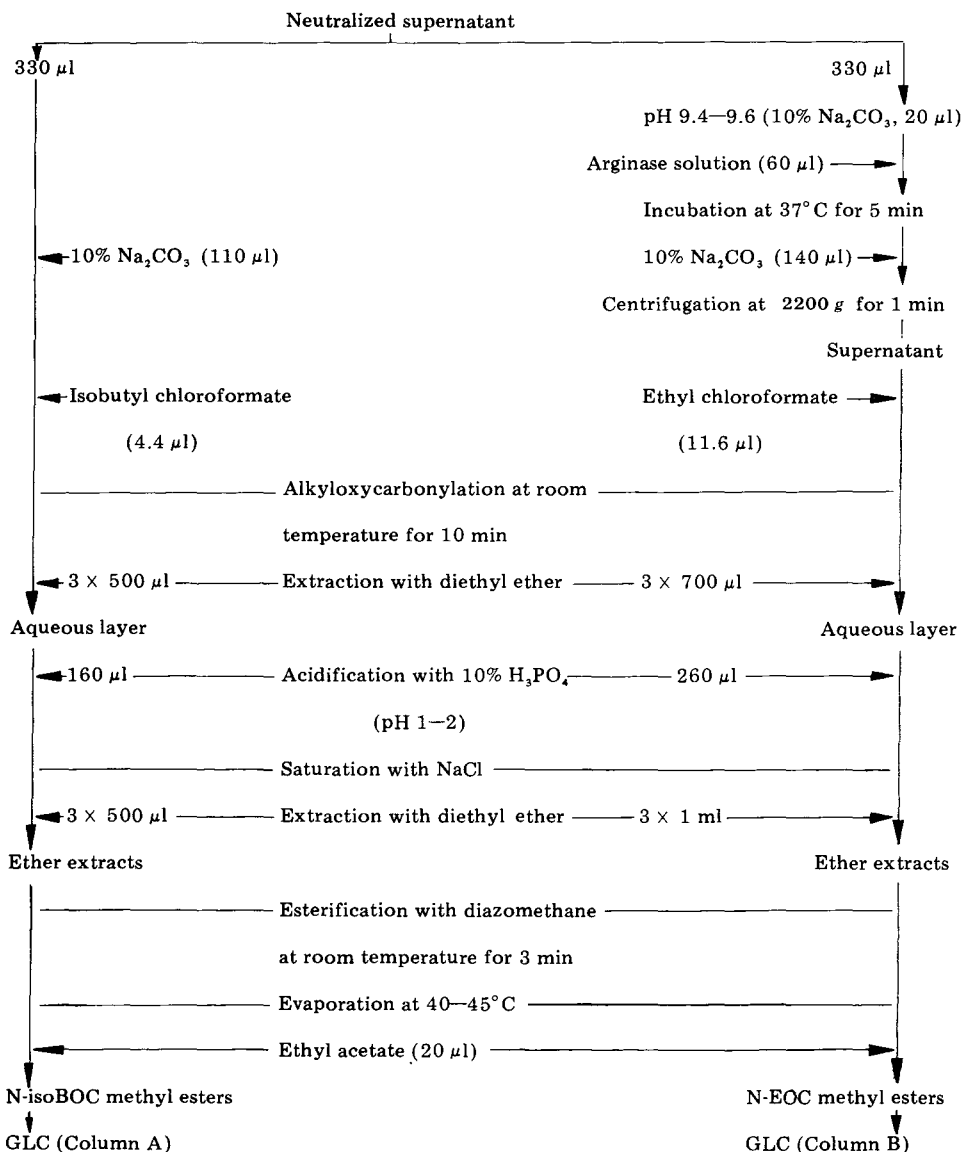 Neutralized supernatant
330 μl 330 μl
pH 9.4—9.6 (10% Na₂CO₃, 20 μl)
Arginase solution (60 μl)
Incubation at 37°C for 5 min
10% Na₂CO₃ (110 μl) 10% Na₂CO₃ (140 μl)
Centrifugation at 2200 g for 1 min
Supernatant
Isobutyl chloroformate Ethyl chloroformate
(4.4 μl) (11.6 μl)
Alkyloxycarbonylation at room
temperature for 10 min
3 × 500 μl Extraction with diethyl ether 3 × 700 μl
Aqueous layer Aqueous layer
160 μl Acidification with 10% H₃PO₄ 260 μl
(pH 1—2)
Saturation with NaCl
3 × 500 μl Extraction with diethyl ether 3 × 1 ml
Ether extracts Ether extracts
Esterification with diazomethane
at room temperature for 3 min
Evaporation at 40—45°C
Ethyl acetate (20 μl)
N-isoBOC methyl esters N-EOC methyl esters
GLC (Column A) GLC (Column B)